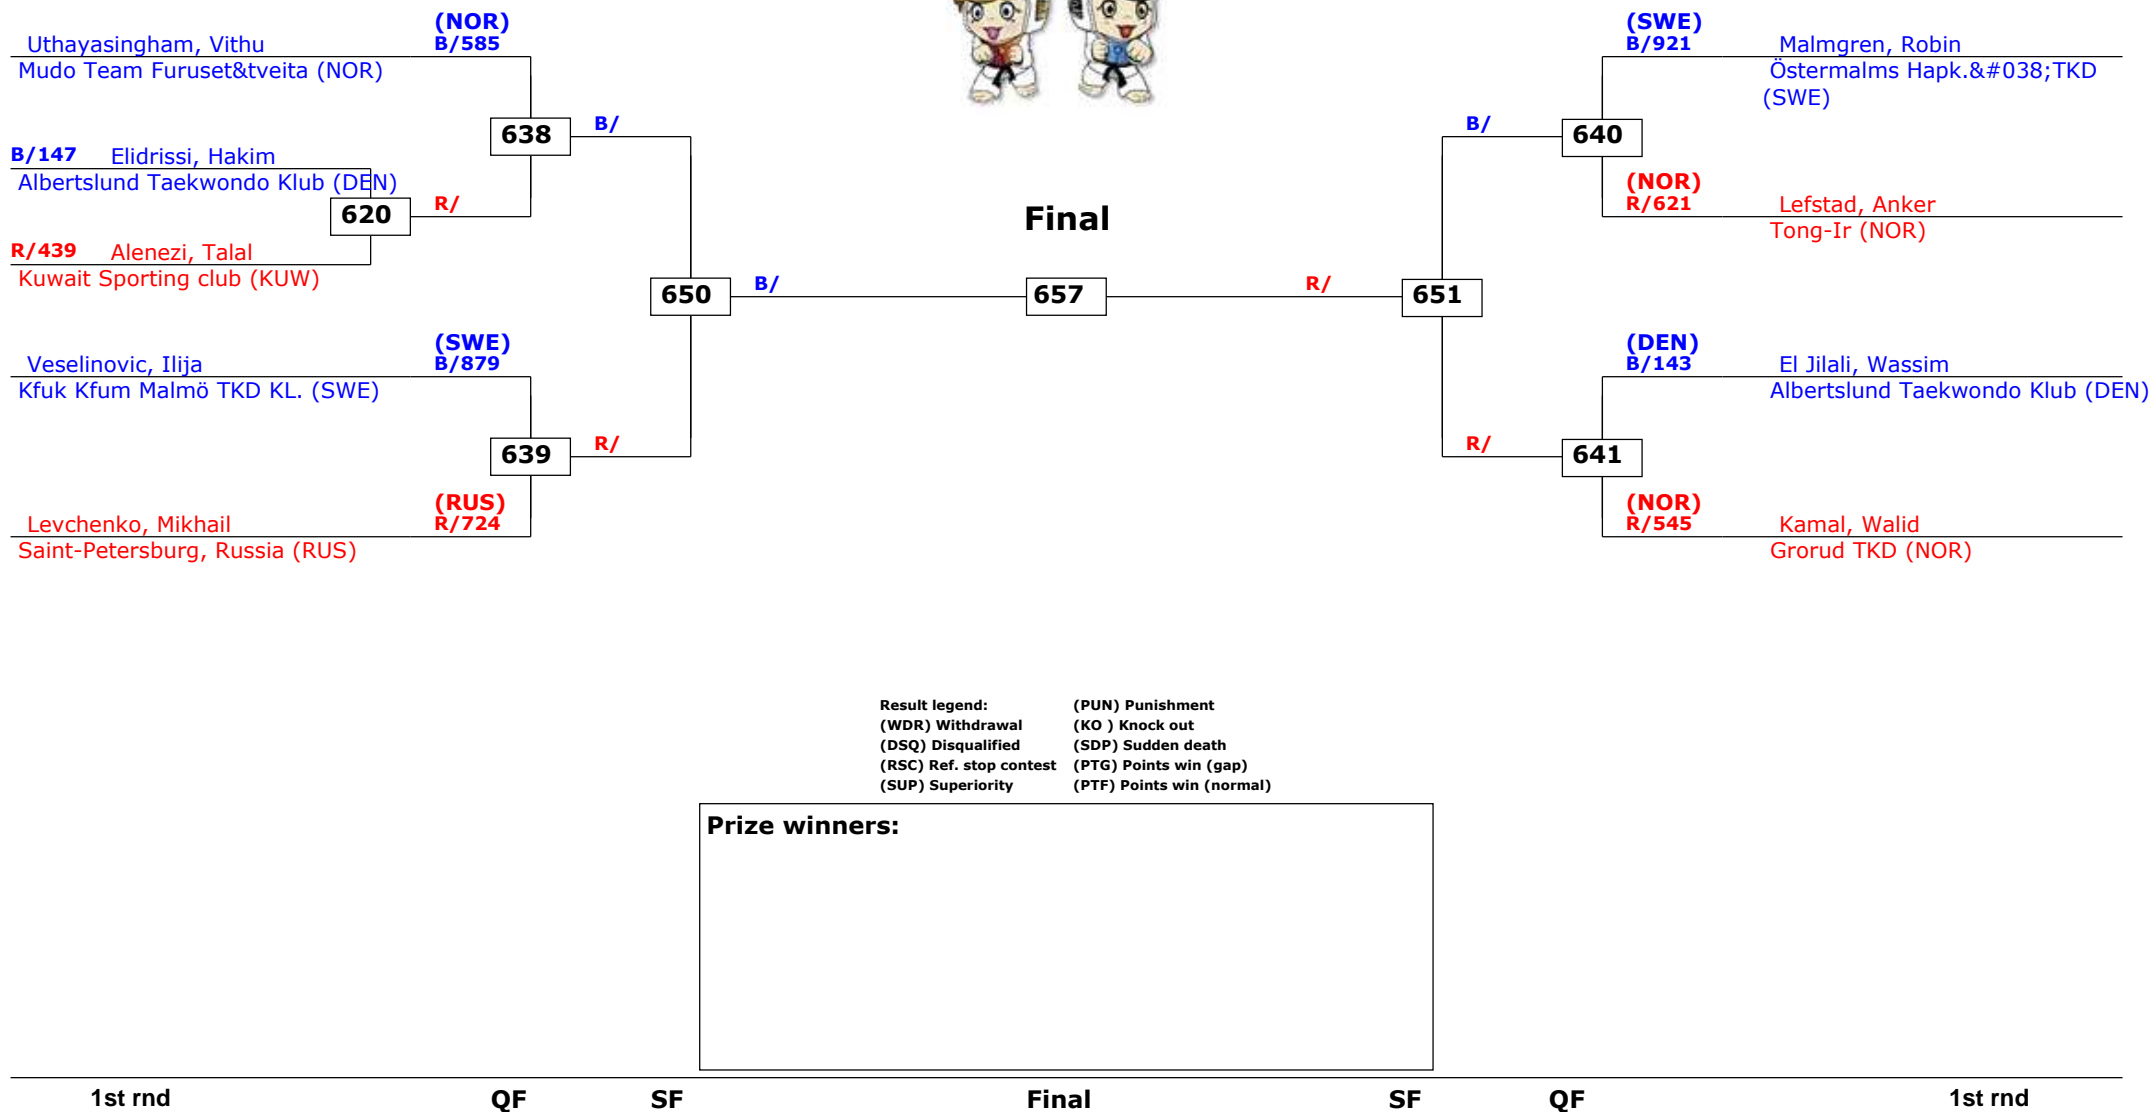 (NOR)
Uthayasingham, Vithu B/585
Mudo Team Furuset&tveita (NOR)
638
B/
B/147 Elidrissi, Hakim
Albertslund Taekwondo Klub (DEN)
620
R/
R/439 Alenezi, Talal
Kuwait Sporting club (KUW)
650
B/
(SWE)
Veselinovic, Ilija B/879
Kfuk Kfum Malmö TKD KL. (SWE)
639
R/
(RUS)
Levchenko, Mikhail R/724
Saint-Petersburg, Russia (RUS)
Final
657
(SWE)
B/921 Malmgren, Robin
Östermalms Hapk.&#038;TKD
(SWE)
B/
640
(NOR)
R/621 Lefstad, Anker
Tong-Ir (NOR)
R/
651
(DEN)
B/143 El Jilali, Wassim
Albertslund Taekwondo Klub (DEN)
R/
641
(NOR)
R/545 Kamal, Walid
Grorud TKD (NOR)
Result legend: (PUN) Punishment
(WDR) Withdrawal (KO ) Knock out
(DSQ) Disqualified (SDP) Sudden death
(RSC) Ref. stop contest (PTG) Points win (gap)
(SUP) Superiority (PTF) Points win (normal)
Prize winners:
1st rnd QF SF Final SF QF 1st rnd